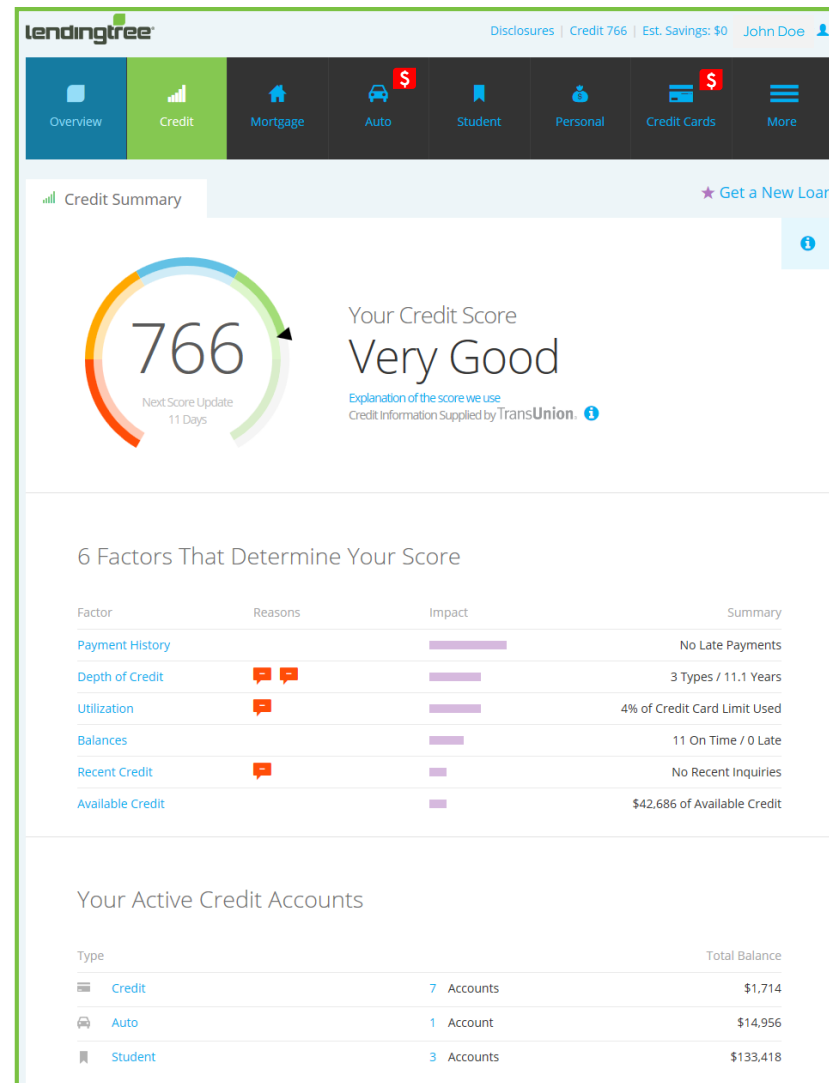 lendingtree
Disclosures | Credit 766 | Est. Savings: $0 John Doe
Overview Credit Mortgage Auto $ Student Personal Credit Cards $ More
Credit Summary
Get a New Loan
766
Next Score Update
11 Days
Your Credit Score
Very Good
Explanation of the score we use
Credit Information Supplied by TransUnion.
6 Factors That Determine Your Score
Factor Reasons Impact Summary
Payment History No Late Payments
Depth of Credit 3 Types / 11.1 Years
Utilization 4% of Credit Card Limit Used
Balances 11 On Time / 0 Late
Recent Credit No Recent Inquiries
Available Credit $42,686 of Available Credit
Your Active Credit Accounts
Type Total Balance
Credit 7 Accounts $1,714
Auto 1 Account $14,956
Student 3 Accounts $133,418